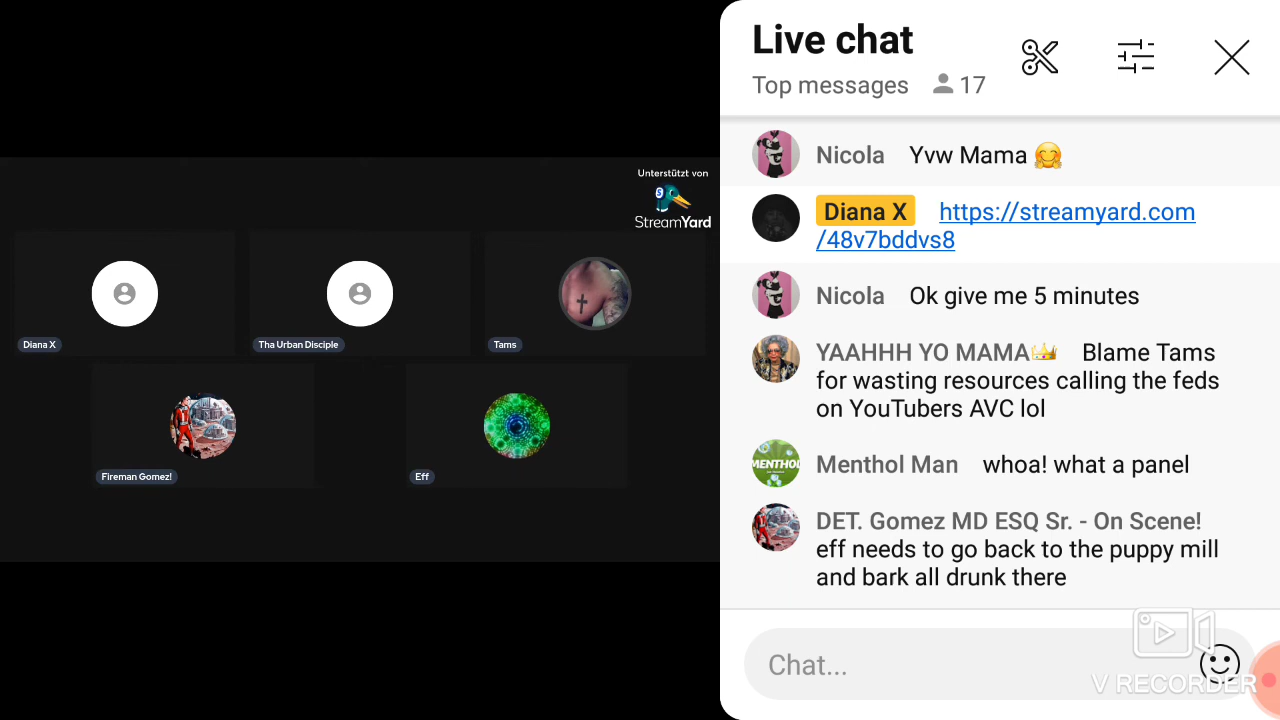 Unterstützt von
StreamYard
Diana X
Tha Urban Disciple
Tams
Fireman Gomez!
Eff
Live chat
Top messages 17
Nicola Yvw Mama 🤗
Diana X https://streamyard.com
/48v7bddvs8
Nicola Ok give me 5 minutes
YAAHHH YO MAMA👑 Blame Tams
for wasting resources calling the feds
on YouTubers AVC lol
MENTHOL
Menthol Man whoa! what a panel
DET. Gomez MD ESQ Sr. - On Scene!
eff needs to go back to the puppy mill
and bark all drunk there
Chat...
V RECORDER